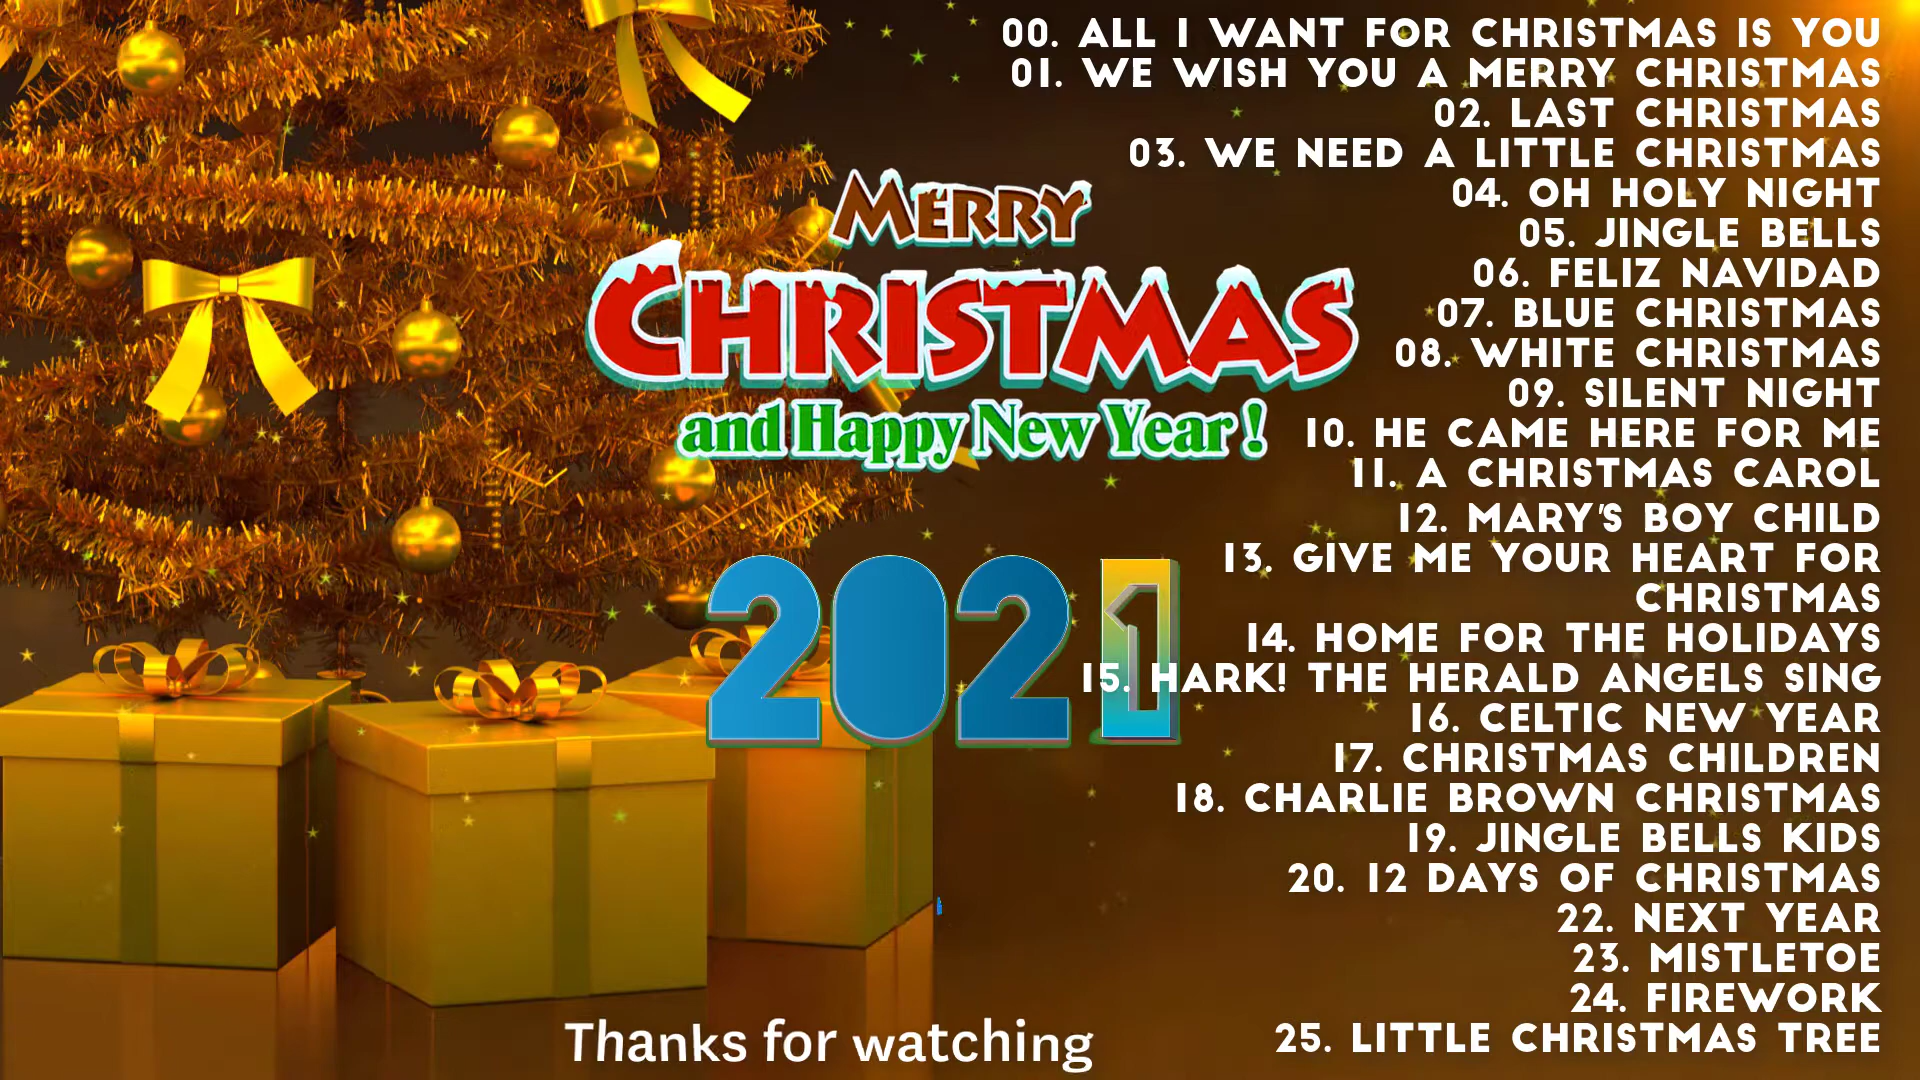 00. ALL I WANT FOR CHRISTMAS IS YOU
01. WE WISH YOU A MERRY CHRISTMAS
02. LAST CHRISTMAS
03. WE NEED A LITTLE CHRISTMAS
04. OH HOLY NIGHT
05. JINGLE BELLS
06. FELIZ NAVIDAD
07. BLUE CHRISTMAS
08. WHITE CHRISTMAS
09. SILENT NIGHT
10. HE CAME HERE FOR ME
11. A CHRISTMAS CAROL
12. MARY'S BOY CHILD
13. GIVE ME YOUR HEART FOR
CHRISTMAS
14. HOME FOR THE HOLIDAYS
15. HARK! THE HERALD ANGELS SING
16. CELTIC NEW YEAR
17. CHRISTMAS CHILDREN
18. CHARLIE BROWN CHRISTMAS
19. JINGLE BELLS KIDS
20. 12 DAYS OF CHRISTMAS
22. NEXT YEAR
23. MISTLETOE
24. FIREWORK
25. LITTLE CHRISTMAS TREE
MERRY
CHRISTMAS
and Happy New Year !
2021
Thanks for watching